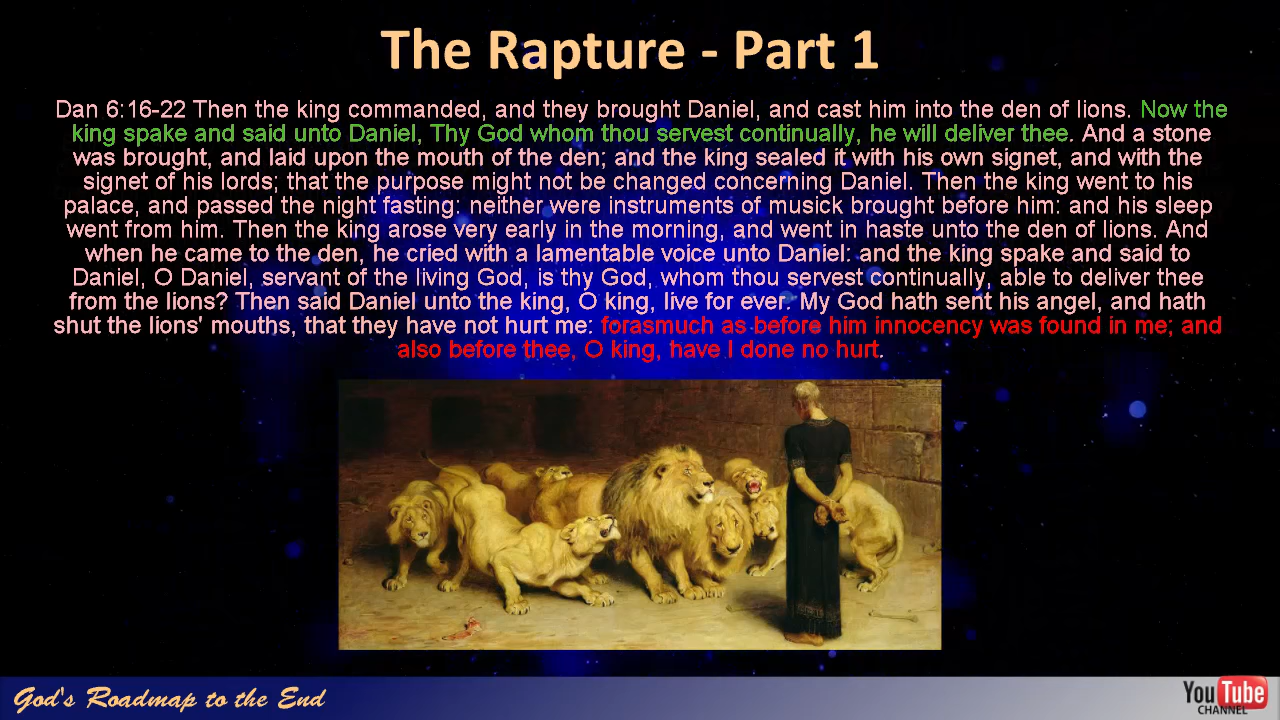 The Rapture - Part 1
Dan 6:16-22 Then the king commanded, and they brought Daniel, and cast him into the den of lions. Now the
king spake and said unto Daniel, Thy God whom thou servest continually, he will deliver thee. And a stone
was brought, and laid upon the mouth of the den; and the king sealed it with his own signet, and with the
signet of his lords; that the purpose might not be changed concerning Daniel. Then the king went to his
palace, and passed the night fasting: neither were instruments of musick brought before him: and his sleep
went from him. Then the king arose very early in the morning, and went in haste unto the den of lions. And
when he came to the den, he cried with a lamentable voice unto Daniel: and the king spake and said to
Daniel, O Daniel, servant of the living God, is thy God, whom thou servest continually, able to deliver thee
from the lions? Then said Daniel unto the king, O king, live for ever. My God hath sent his angel, and hath
shut the lions' mouths, that they have not hurt me: forasmuch as before him innocency was found in me; and
also before thee, O king, have I done no hurt.
God's Roadmap to the End
YouTube
CHANNEL